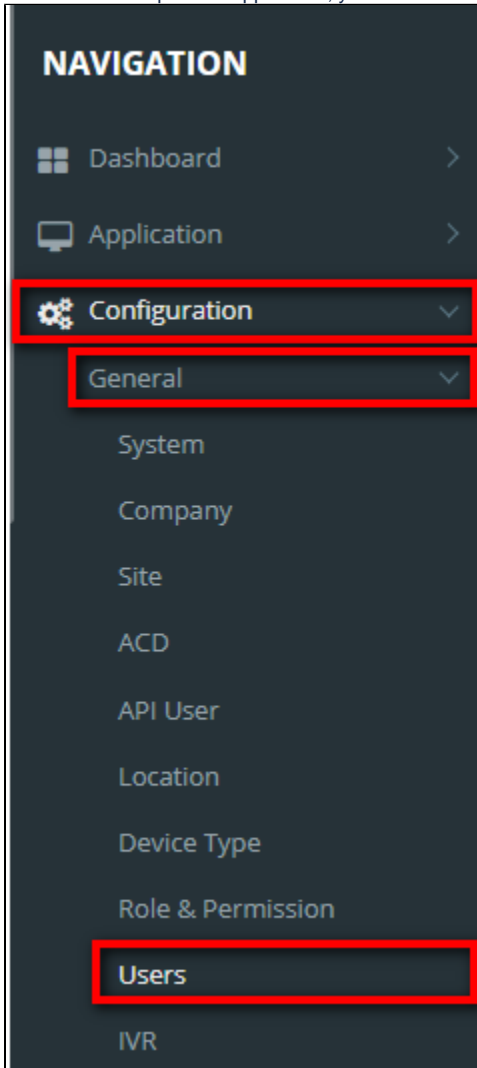 NAVIGATION
Dashboard
Application
Configuration
General
System
Company
Site
ACD
API User
Location
Device Type
Role & Permission
Users
IVR